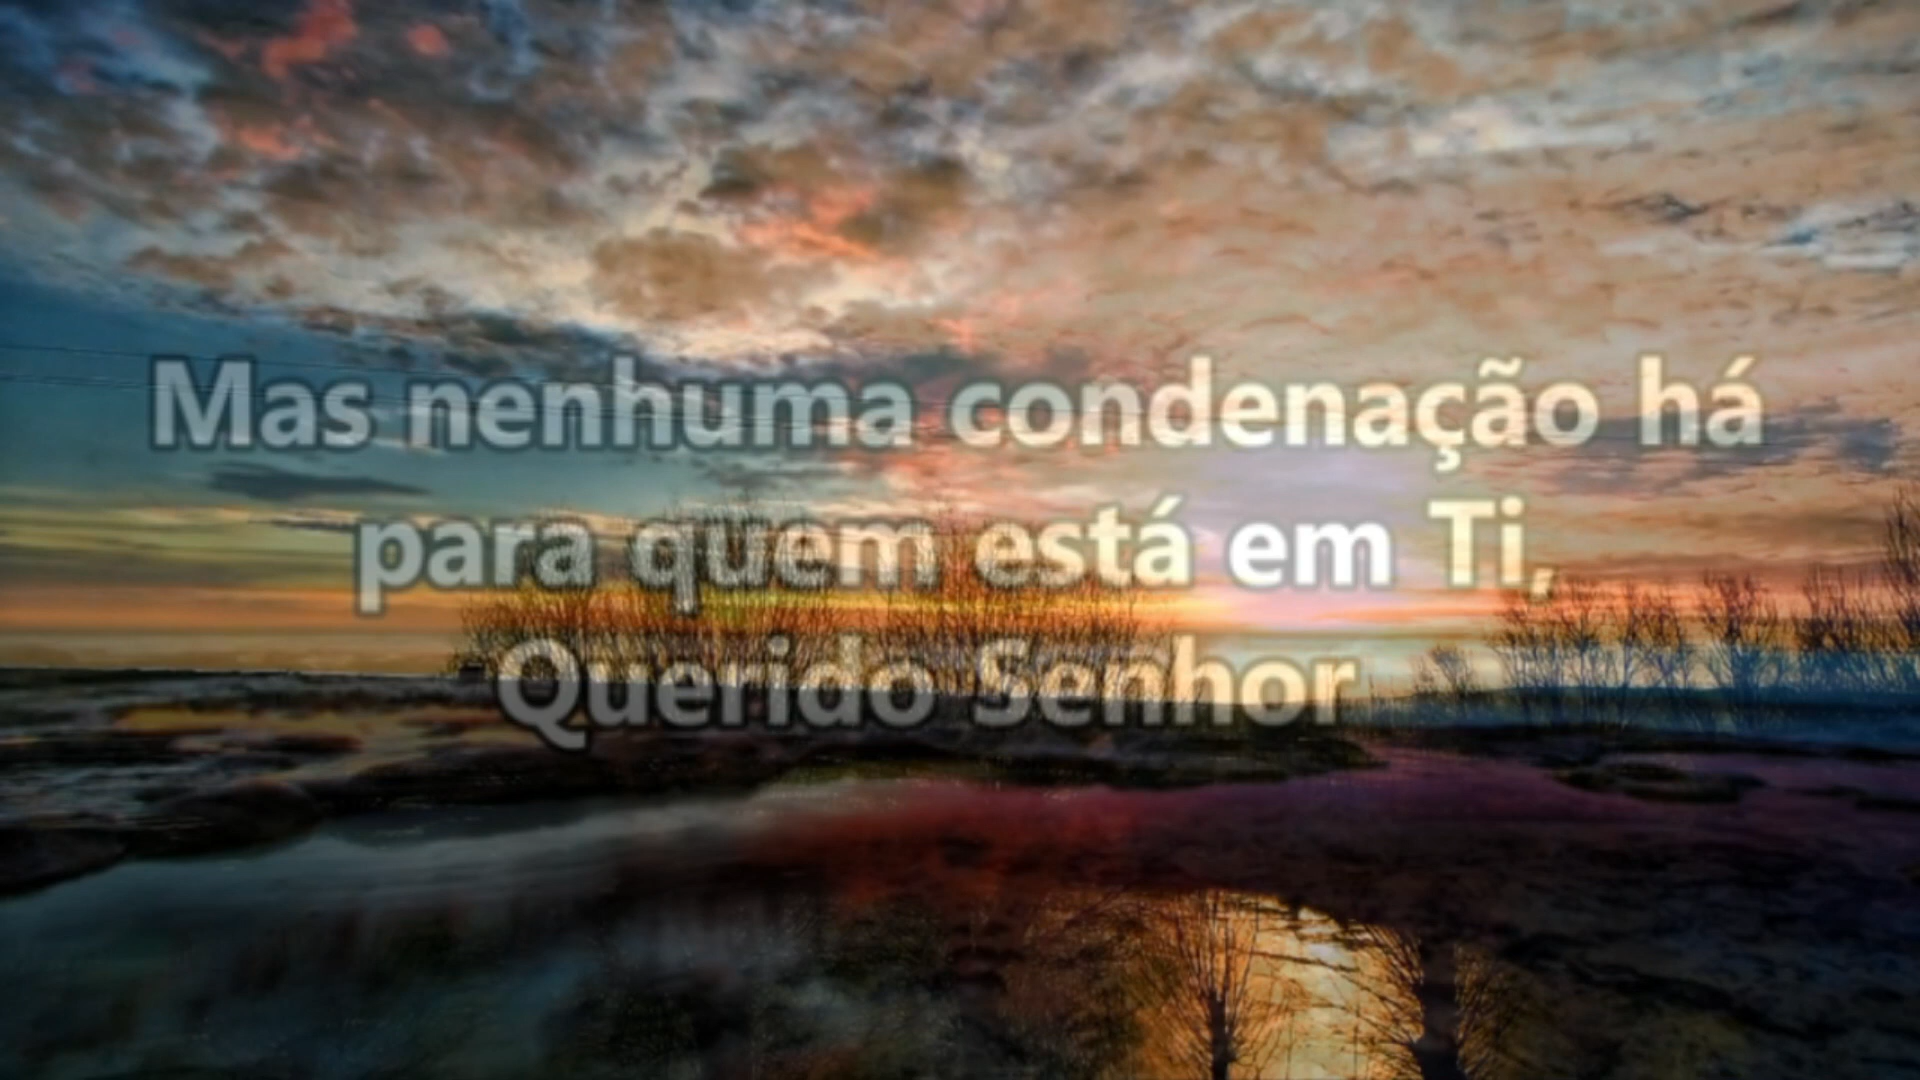 Mas nenhuma condenação há
para quem está em Ti,
Querido Senhor